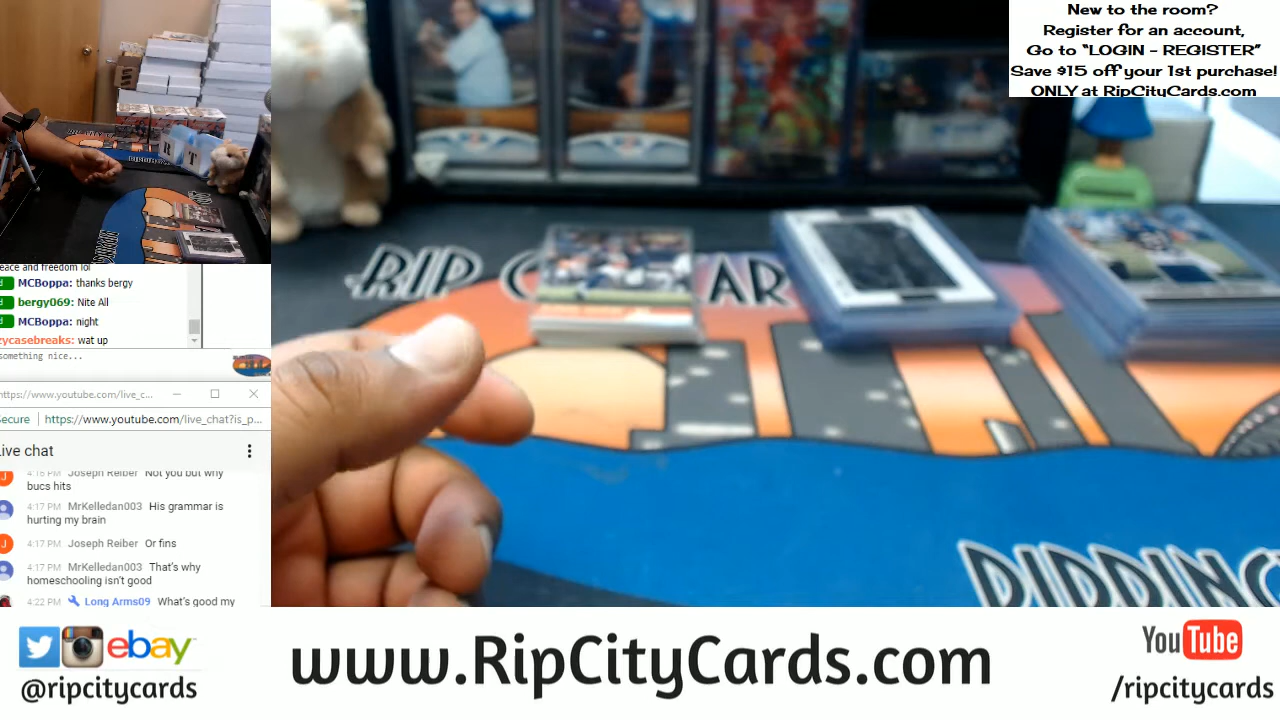 New to the room?
Register for an account,
Go to "LOGIN - REGISTER"
Save $15 off your 1st purchase!
ONLY at RipCityCards.com
eace and freedom lol
MCBoppa: thanks bergy
bergy069: Nite All
MCBoppa: night
zycasebreaks: wat up
something nice...
https://www.youtube.com/live_c...
Secure https://www.youtube.com/live_chat?is_p...
Live chat
4:16 PM Joseph Reiber Not you but why
bucs hits
4:17 PM MrKelledan003 His grammar is
hurting my brain
4:17 PM Joseph Reiber Or fins
4:17 PM MrKelledan003 That's why
homeschooling isn't good
4:22 PM Long Arms09 What's good my
RIP C AR
RIPPING
ebay
@ripcitycards
www.RipCityCards.com
YouTube
/ripcitycards